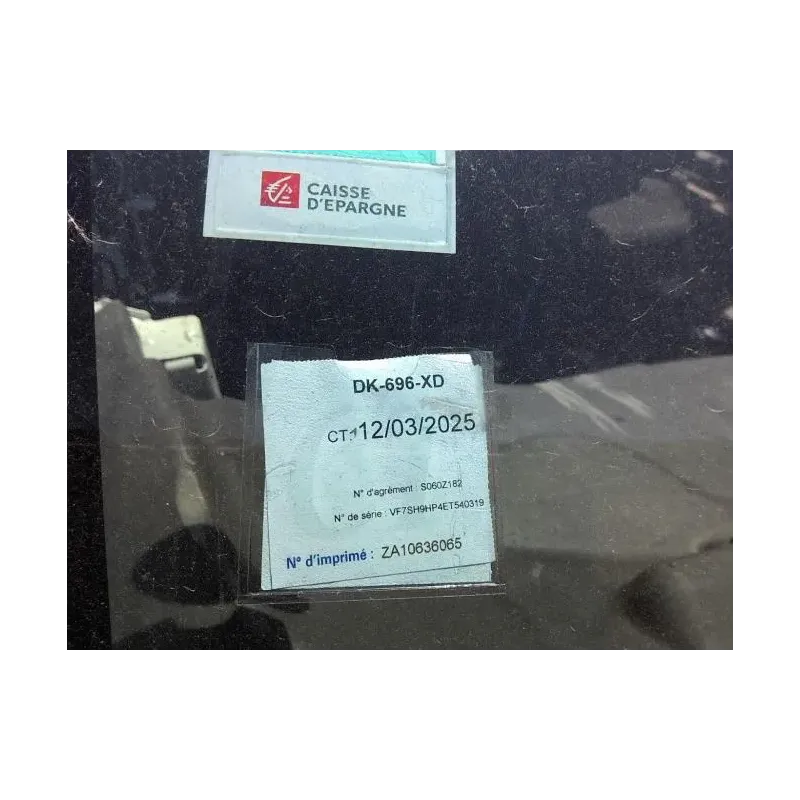 CAISSE
D'EPARGNE
DK-696-XD
CT: 12/03/2025
N° d'agrément : S060Z182
N° de série : VF7SH9HP4ET540319
N° d'imprimé : ZA10636065